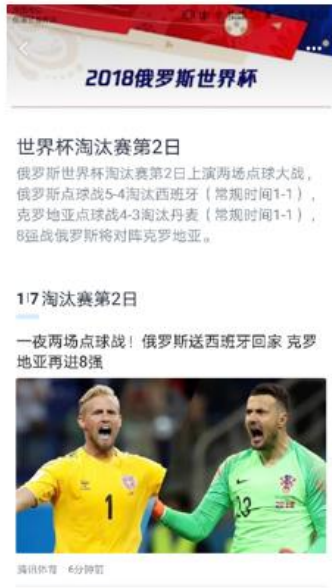 2018俄罗斯世界杯
世界杯淘汰赛第2日
俄罗斯世界杯淘汰赛第2日上演两场点球大战，
俄罗斯点球战5-4淘汰西班牙（常规时间1-1），
克罗地亚点球战4-3淘汰丹麦（常规时间1-1），
8强战俄罗斯将对阵克罗地亚。
1|7 淘汰赛第2日
一夜两场点球战！俄罗斯送西班牙回家 克罗
地亚再进8强
1
23
腾讯体育 6分钟前